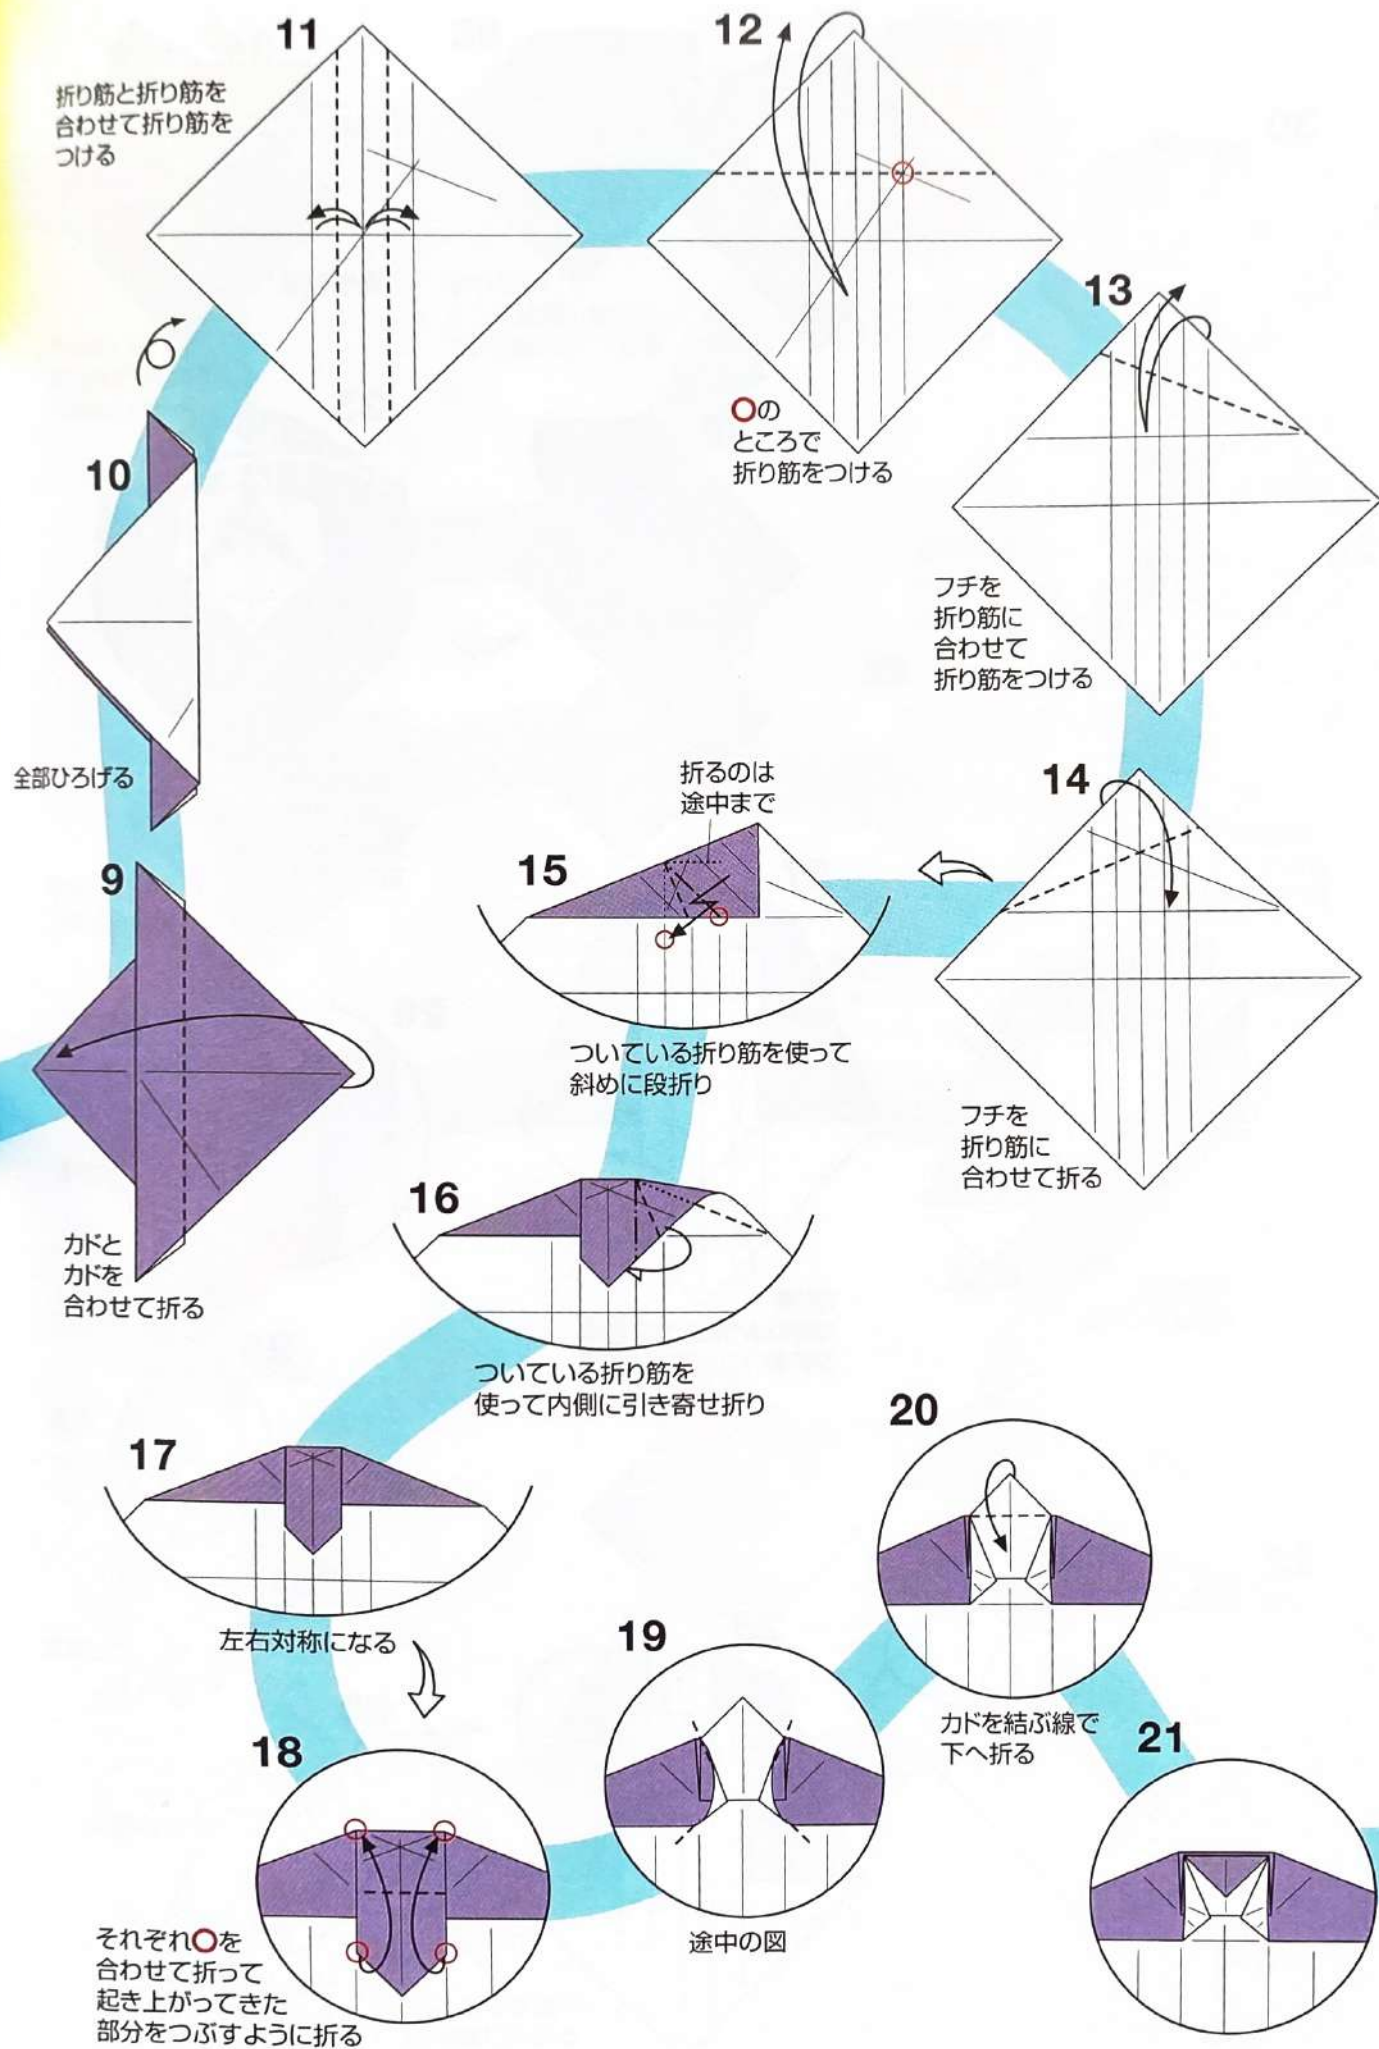 9
カドと
カドを
合わせて折る
10
全部ひろげる
11
折り筋と折り筋を
合わせて折り筋を
つける
12
○の
ところで
折り筋をつける
13
フチを
折り筋に
合わせて
折り筋をつける
14
フチを
折り筋に
合わせて折る
15
折るのは
途中まで
ついている折り筋を使って
斜めに段折り
16
ついている折り筋を
使って内側に引き寄せ折り
17
左右対称になる
18
それぞれ○を
合わせて折って
起き上がってきた
部分をつぶすように折る
19
途中の図
20
カドを結ぶ線で
下へ折る
21